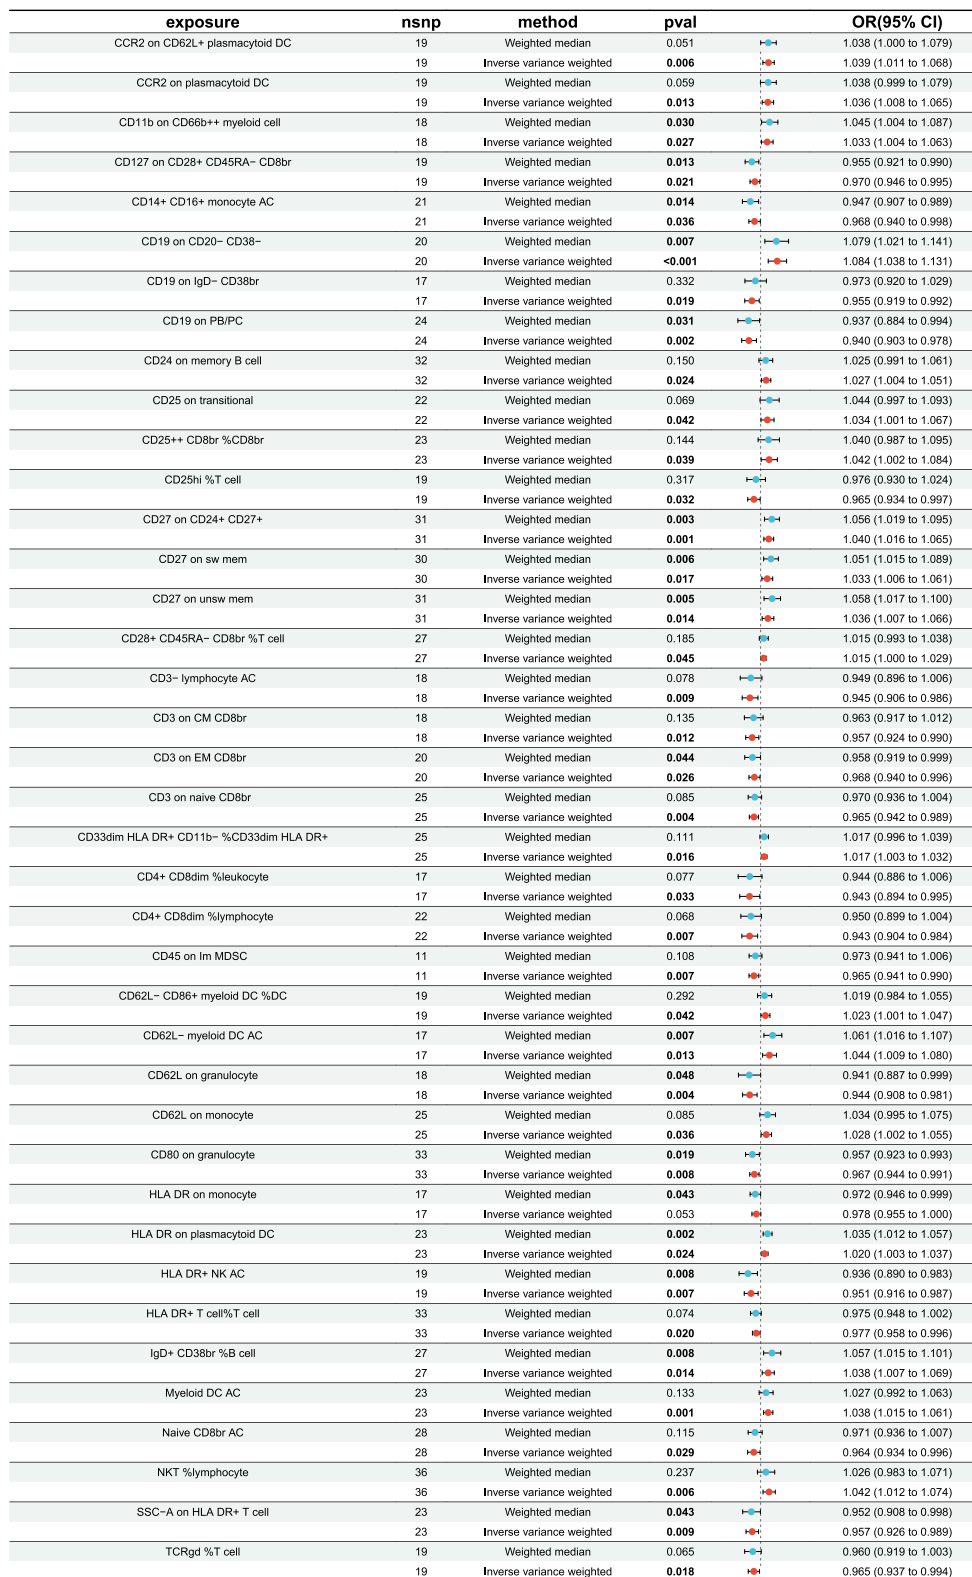 exposure nsnp method pval OR(95% CI)
CCR2 on CD62L+ plasmacytoid DC 19 Weighted median 0.051 1.038 (1.000 to 1.079)
19 Inverse variance weighted 0.006 1.039 (1.011 to 1.068)
CCR2 on plasmacytoid DC 19 Weighted median 0.059 1.038 (0.999 to 1.079)
19 Inverse variance weighted 0.013 1.036 (1.008 to 1.065)
CD11b on CD66b++ myeloid cell 18 Weighted median 0.030 1.045 (1.004 to 1.087)
18 Inverse variance weighted 0.027 1.033 (1.004 to 1.063)
CD127 on CD28+ CD45RA− CD8br 19 Weighted median 0.013 0.955 (0.921 to 0.990)
19 Inverse variance weighted 0.021 0.970 (0.946 to 0.995)
CD14+ CD16+ monocyte AC 21 Weighted median 0.014 0.947 (0.907 to 0.989)
21 Inverse variance weighted 0.036 0.968 (0.940 to 0.998)
CD19 on CD20− CD38− 20 Weighted median 0.007 1.079 (1.021 to 1.141)
20 Inverse variance weighted <0.001 1.084 (1.038 to 1.131)
CD19 on IgD− CD38br 17 Weighted median 0.332 0.973 (0.920 to 1.029)
17 Inverse variance weighted 0.019 0.955 (0.919 to 0.992)
CD19 on PB/PC 24 Weighted median 0.031 0.937 (0.884 to 0.994)
24 Inverse variance weighted 0.002 0.940 (0.903 to 0.978)
CD24 on memory B cell 32 Weighted median 0.150 1.025 (0.991 to 1.061)
32 Inverse variance weighted 0.024 1.027 (1.004 to 1.051)
CD25 on transitional 22 Weighted median 0.069 1.044 (0.997 to 1.093)
22 Inverse variance weighted 0.042 1.034 (1.001 to 1.067)
CD25++ CD8br %CD8br 23 Weighted median 0.144 1.040 (0.987 to 1.095)
23 Inverse variance weighted 0.039 1.042 (1.002 to 1.084)
CD25hi %T cell 19 Weighted median 0.317 0.976 (0.930 to 1.024)
19 Inverse variance weighted 0.032 0.965 (0.934 to 0.997)
CD27 on CD24+ CD27+ 31 Weighted median 0.003 1.056 (1.019 to 1.095)
31 Inverse variance weighted 0.001 1.040 (1.016 to 1.065)
CD27 on sw mem 30 Weighted median 0.006 1.051 (1.015 to 1.089)
30 Inverse variance weighted 0.017 1.033 (1.006 to 1.061)
CD27 on unsw mem 31 Weighted median 0.005 1.058 (1.017 to 1.100)
31 Inverse variance weighted 0.014 1.036 (1.007 to 1.066)
CD28+ CD45RA− CD8br %T cell 27 Weighted median 0.185 1.015 (0.993 to 1.038)
27 Inverse variance weighted 0.045 1.015 (1.000 to 1.029)
CD3− lymphocyte AC 18 Weighted median 0.078 0.949 (0.896 to 1.006)
18 Inverse variance weighted 0.009 0.945 (0.906 to 0.986)
CD3 on CM CD8br 18 Weighted median 0.135 0.963 (0.917 to 1.012)
18 Inverse variance weighted 0.012 0.957 (0.924 to 0.990)
CD3 on EM CD8br 20 Weighted median 0.044 0.958 (0.919 to 0.999)
20 Inverse variance weighted 0.026 0.968 (0.940 to 0.996)
CD3 on naive CD8br 25 Weighted median 0.085 0.970 (0.936 to 1.004)
25 Inverse variance weighted 0.004 0.965 (0.942 to 0.989)
CD33dim HLA DR+ CD11b− %CD33dim HLA DR+ 25 Weighted median 0.111 1.017 (0.996 to 1.039)
25 Inverse variance weighted 0.016 1.017 (1.003 to 1.032)
CD4+ CD8dim %leukocyte 17 Weighted median 0.077 0.944 (0.886 to 1.006)
17 Inverse variance weighted 0.033 0.943 (0.894 to 0.995)
CD4+ CD8dim %lymphocyte 22 Weighted median 0.068 0.950 (0.899 to 1.004)
22 Inverse variance weighted 0.007 0.943 (0.904 to 0.984)
CD45 on Im MDSC 11 Weighted median 0.108 0.973 (0.941 to 1.006)
11 Inverse variance weighted 0.007 0.965 (0.941 to 0.990)
CD62L− CD86+ myeloid DC %DC 19 Weighted median 0.292 1.019 (0.984 to 1.055)
19 Inverse variance weighted 0.042 1.023 (1.001 to 1.047)
CD62L− myeloid DC AC 17 Weighted median 0.007 1.061 (1.016 to 1.107)
17 Inverse variance weighted 0.013 1.044 (1.009 to 1.080)
CD62L on granulocyte 18 Weighted median 0.048 0.941 (0.887 to 0.999)
18 Inverse variance weighted 0.004 0.944 (0.908 to 0.981)
CD62L on monocyte 25 Weighted median 0.085 1.034 (0.995 to 1.075)
25 Inverse variance weighted 0.036 1.028 (1.002 to 1.055)
CD80 on granulocyte 33 Weighted median 0.019 0.957 (0.923 to 0.993)
33 Inverse variance weighted 0.008 0.967 (0.944 to 0.991)
HLA DR on monocyte 17 Weighted median 0.043 0.972 (0.946 to 0.999)
17 Inverse variance weighted 0.053 0.978 (0.955 to 1.000)
HLA DR on plasmacytoid DC 23 Weighted median 0.002 1.035 (1.012 to 1.057)
23 Inverse variance weighted 0.024 1.020 (1.003 to 1.037)
HLA DR+ NK AC 19 Weighted median 0.008 0.936 (0.890 to 0.983)
19 Inverse variance weighted 0.007 0.951 (0.916 to 0.987)
HLA DR+ T cell%T cell 33 Weighted median 0.074 0.975 (0.948 to 1.002)
33 Inverse variance weighted 0.020 0.977 (0.958 to 0.996)
IgD+ CD38br %B cell 27 Weighted median 0.008 1.057 (1.015 to 1.101)
27 Inverse variance weighted 0.014 1.038 (1.007 to 1.069)
Myeloid DC AC 23 Weighted median 0.133 1.027 (0.992 to 1.063)
23 Inverse variance weighted 0.001 1.038 (1.015 to 1.061)
Naive CD8br AC 28 Weighted median 0.115 0.971 (0.936 to 1.007)
28 Inverse variance weighted 0.029 0.964 (0.934 to 0.996)
NKT %lymphocyte 36 Weighted median 0.237 1.026 (0.983 to 1.071)
36 Inverse variance weighted 0.006 1.042 (1.012 to 1.074)
SSC−A on HLA DR+ T cell 23 Weighted median 0.043 0.952 (0.908 to 0.998)
23 Inverse variance weighted 0.009 0.957 (0.926 to 0.989)
TCRgd %T cell 19 Weighted median 0.065 0.960 (0.919 to 1.003)
19 Inverse variance weighted 0.018 0.965 (0.937 to 0.994)